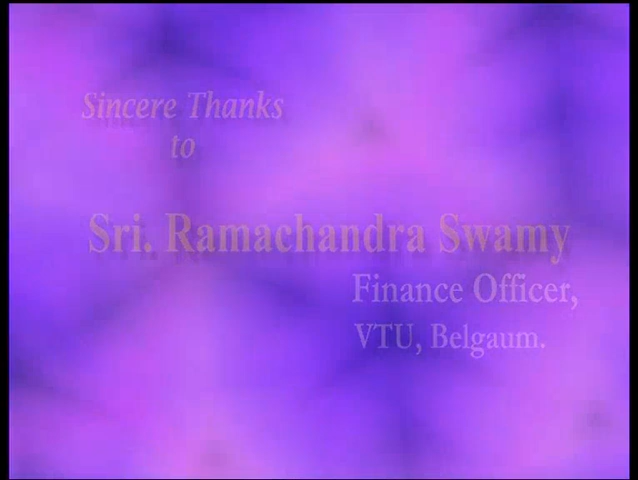 Sincere Thanks
to
Sri. Ramachandra Swamy
Finance Officer,
VTU, Belgaum.